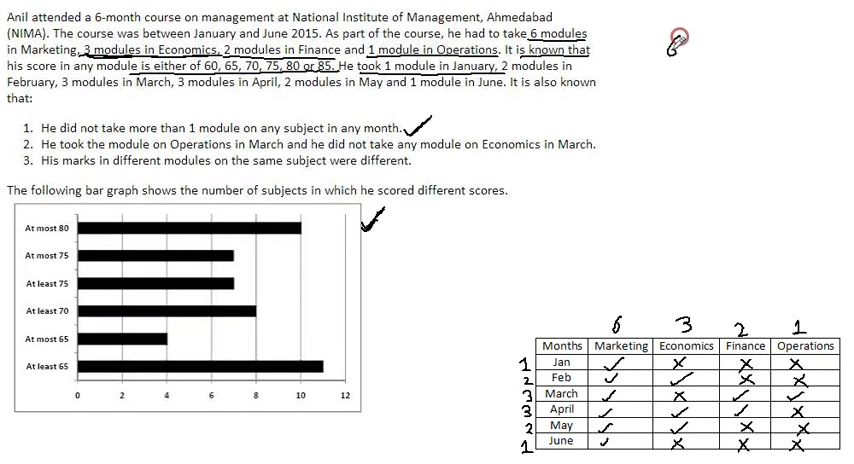 Anil attended a 6-month course on management at National Institute of Management, Ahmedabad
(NIMA). The course was between January and June 2015. As part of the course, he had to take 6 modules
in Marketing, 3 modules in Economics, 2 modules in Finance and 1 module in Operations. It is known that
his score in any module is either of 60, 65, 70, 75, 80 or 85. He took 1 module in January, 2 modules in
February, 3 modules in March, 3 modules in April, 2 modules in May and 1 module in June. It is also known
that:
1. He did not take more than 1 module on any subject in any month.
2. He took the module on Operations in March and he did not take any module on Economics in March.
3. His marks in different modules on the same subject were different.
The following bar graph shows the number of subjects in which he scored different scores.
At most 80
At most 75
At least 75
At least 70
At most 65
At least 65
0 2 4 6 8 10 12
6 3 2 1
Months Marketing Economics Finance Operations
1 Jan ✓ × × ×
2 Feb ✓ ✓ × ×
3 March ✓ × ✓ ✓
3 April ✓ ✓ ✓ ×
2 May ✓ ✓ × ×
1 June ✓ × × ×